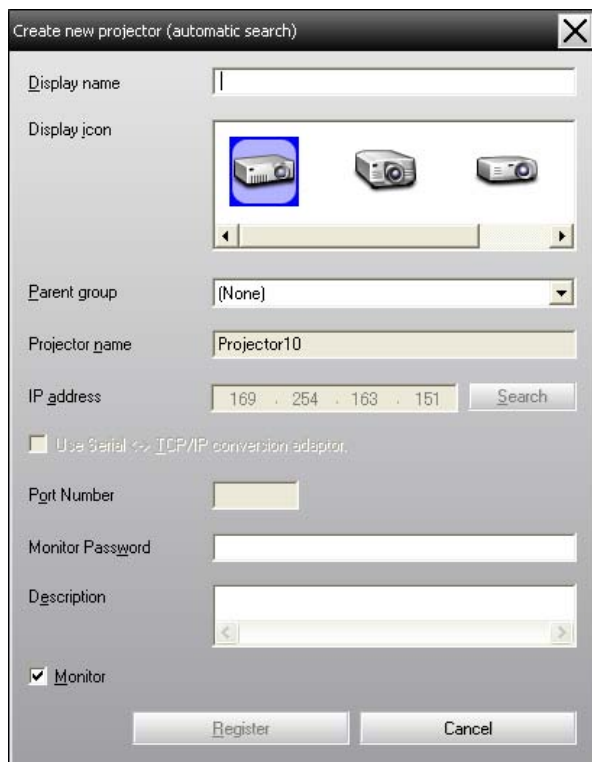 Create new projector (automatic search)
Display name
Display icon
Parent group (None)
Projector name Projector10
IP address 169 . 254 . 163 . 151 Search
Use Serial <-> TCP/IP conversion adaptor.
Port Number
Monitor Password
Description
Monitor
Register Cancel